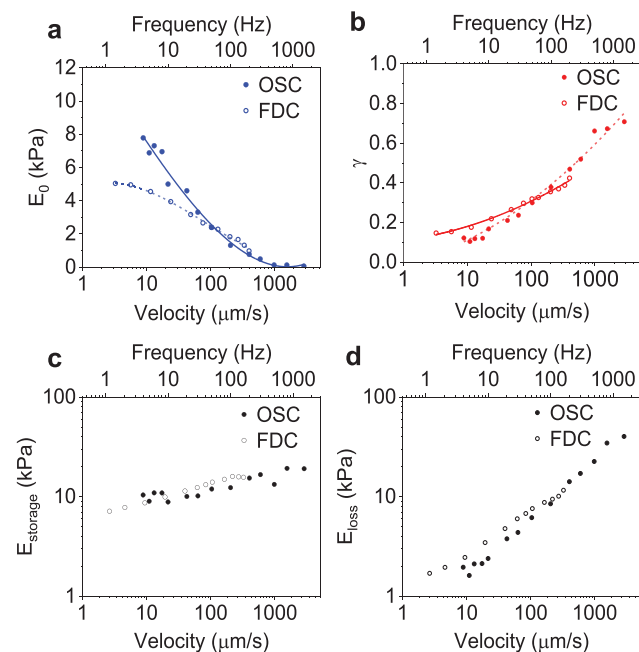 Frequency (Hz)
a
1 10 100 1000
12
10
8
6
4
2
0
E0 (kPa)
OSC
FDC
1 10 100 1000
Velocity (μm/s)
Frequency (Hz)
b
1 10 100 1000
1.0
0.8
0.6
0.4
0.2
0.0
γ
OSC
FDC
1 10 100 1000
Velocity (μm/s)
Frequency (Hz)
c
1 10 100 1000
100
10
1
Estorage (kPa)
OSC
FDC
1 10 100 1000
Velocity (μm/s)
Frequency (Hz)
d
1 10 100 1000
100
10
1
Eloss (kPa)
OSC
FDC
1 10 100 1000
Velocity (μm/s)